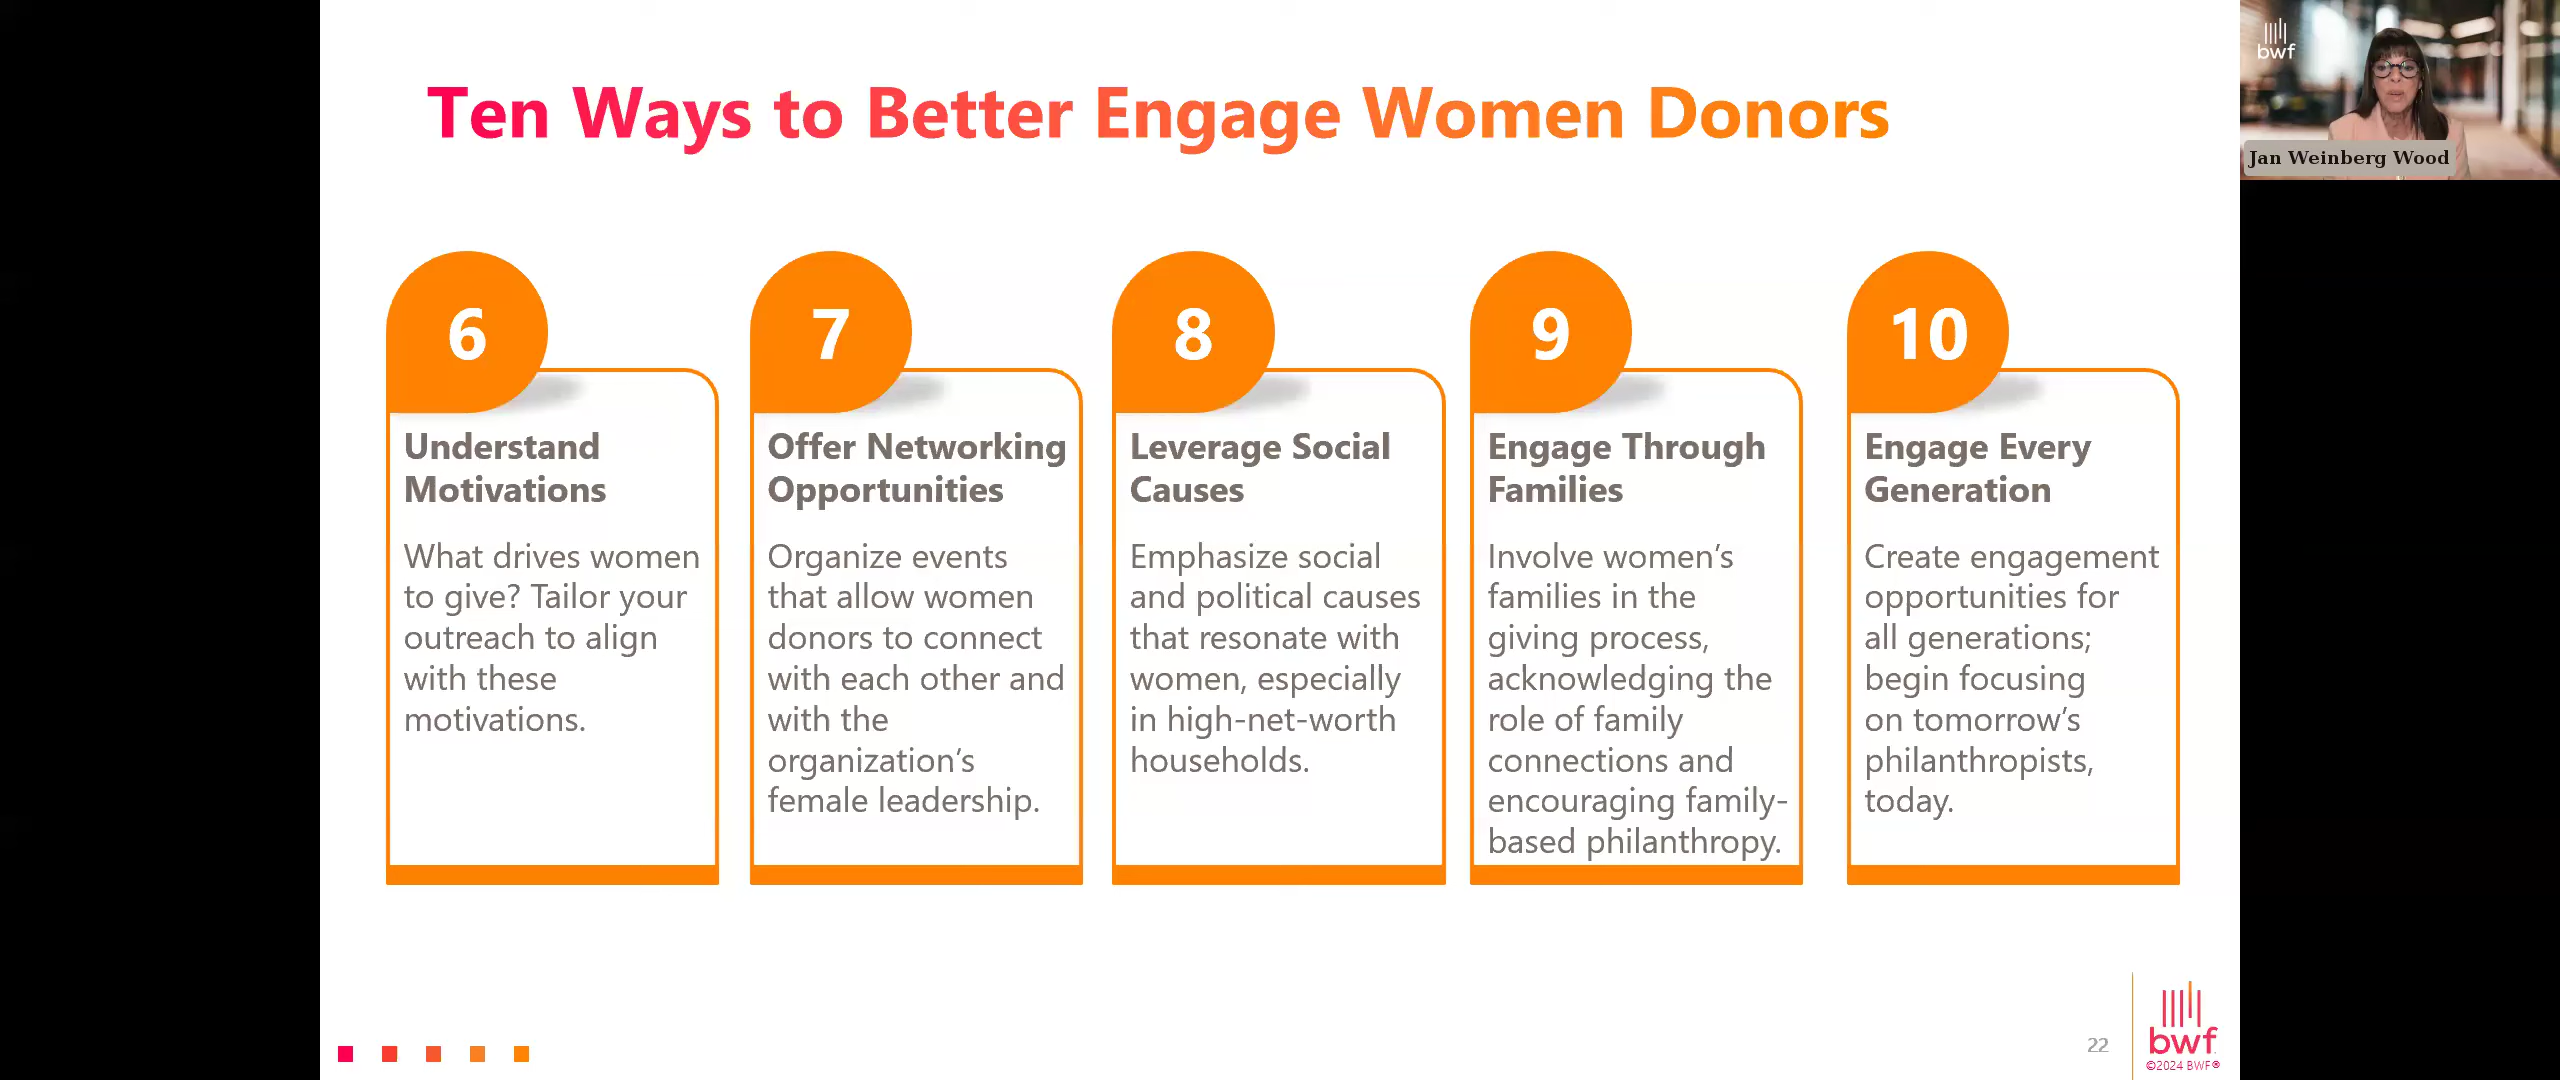 Ten Ways to Better Engage Women Donors
bwf
Jan Weinberg Wood
6
Understand
Motivations
What drives women
to give? Tailor your
outreach to align
with these
motivations.
7
Offer Networking
Opportunities
Organize events
that allow women
donors to connect
with each other and
with the
organization's
female leadership.
8
Leverage Social
Causes
Emphasize social
and political causes
that resonate with
women, especially
in high-net-worth
households.
9
Engage Through
Families
Involve women's
families in the
giving process,
acknowledging the
role of family
connections and
encouraging family-
based philanthropy.
10
Engage Every
Generation
Create engagement
opportunities for
all generations;
begin focusing
on tomorrow's
philanthropists,
today.
22
bwf
©2024 BWF®